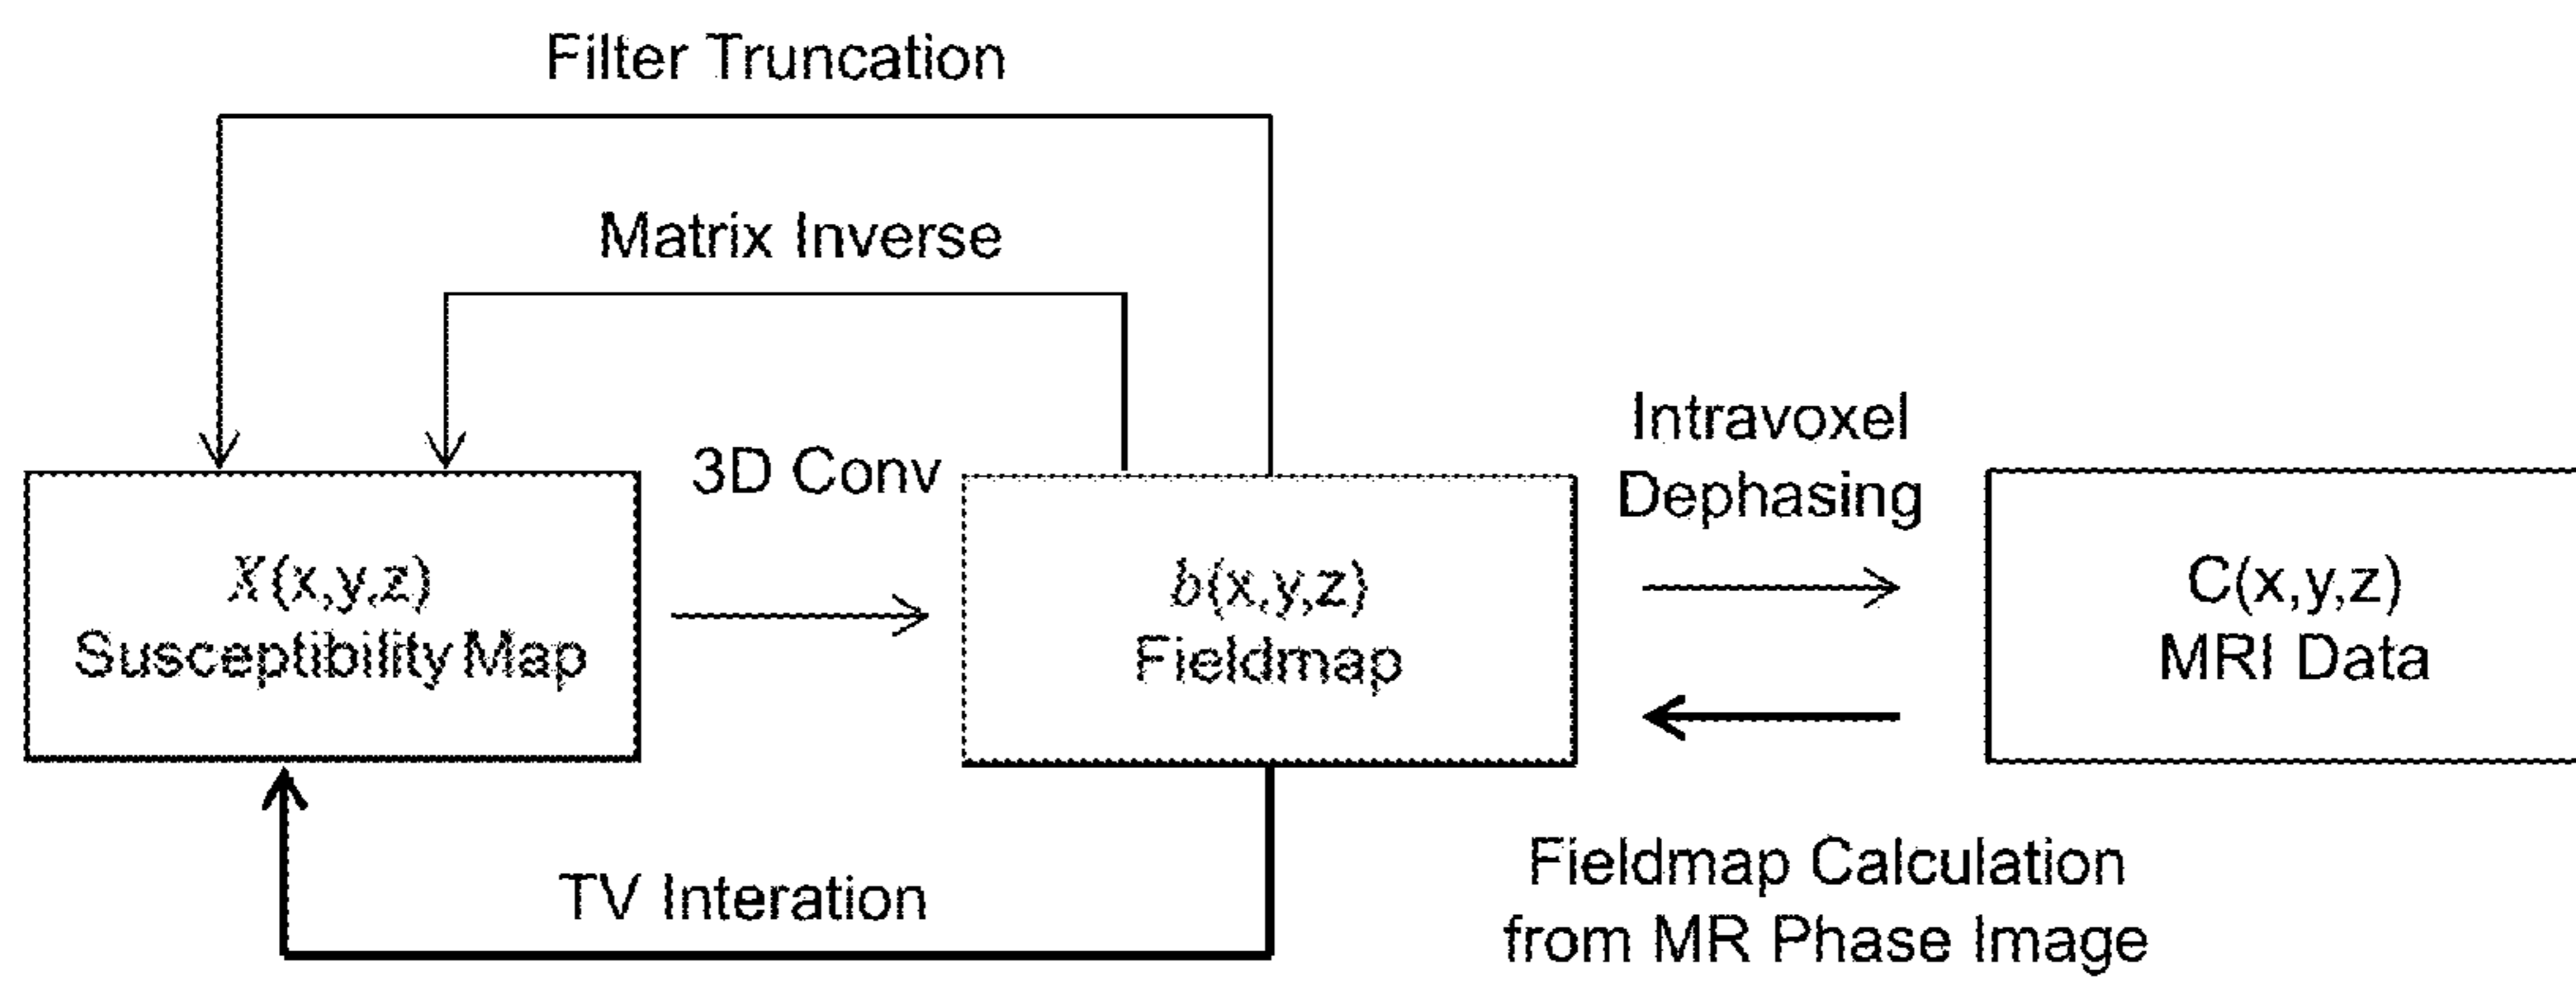 Filter Truncation
Matrix Inverse
3D Conv
Intravoxel
Dephasing
X(x,y,z)
Susceptibility Map
b(x,y,z)
Fieldmap
C(x,y,z)
MRI Data
TV Interation
Fieldmap Calculation
from MR Phase Image